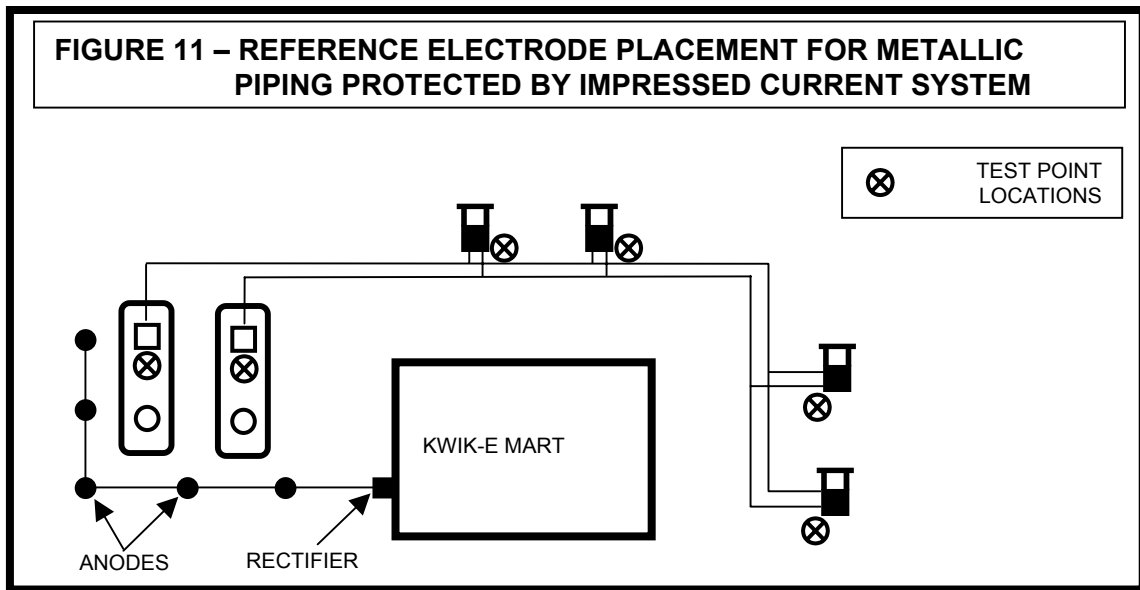 FIGURE 11 – REFERENCE ELECTRODE PLACEMENT FOR METALLIC
PIPING PROTECTED BY IMPRESSED CURRENT SYSTEM
TEST POINT
LOCATIONS
KWIK-E MART
ANODES
RECTIFIER